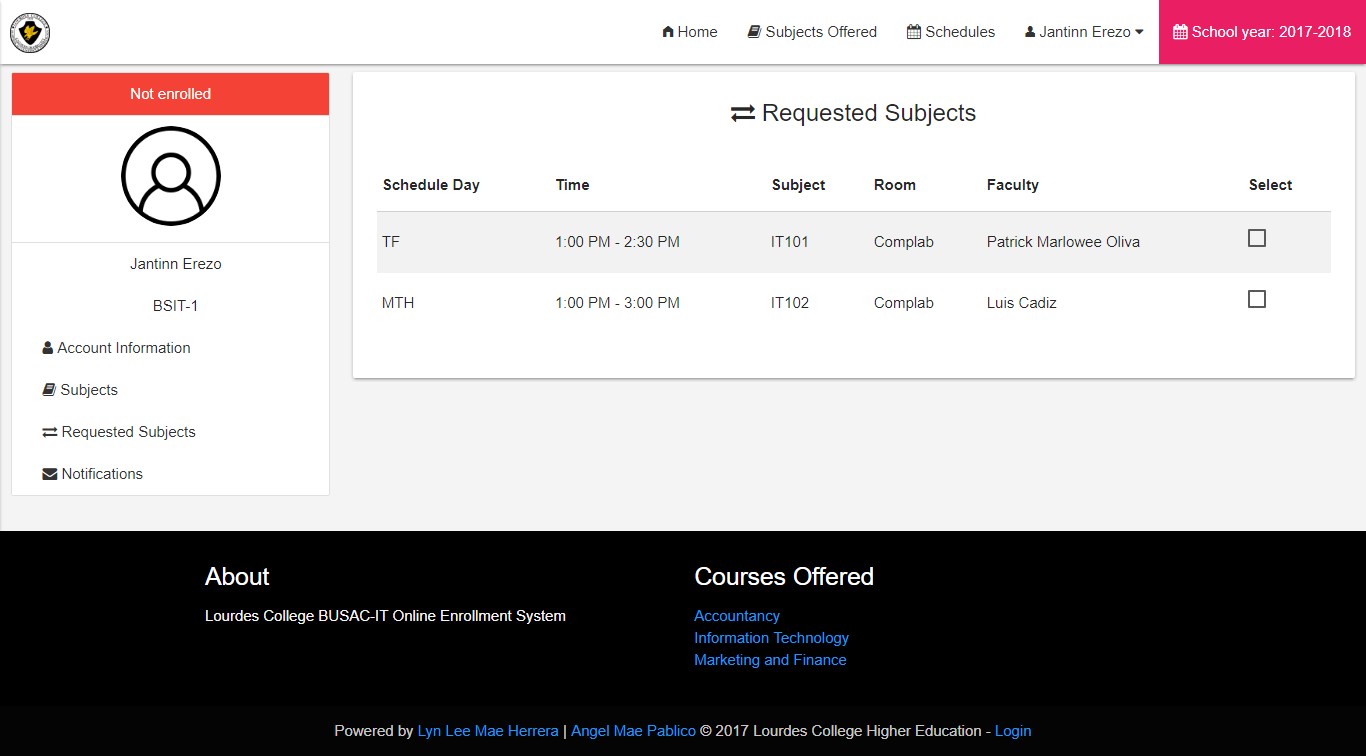 Home Subjects Offered Schedules Jantinn Erezo School year: 2017-2018
Not enrolled
Jantinn Erezo
BSIT-1
Account Information
Subjects
Requested Subjects
Notifications
Requested Subjects
Schedule Day Time Subject Room Faculty Select
TF 1:00 PM - 2:30 PM IT101 Complab Patrick Marlowee Oliva
MTH 1:00 PM - 3:00 PM IT102 Complab Luis Cadiz
About
Lourdes College BUSAC-IT Online Enrollment System
Courses Offered
Accountancy
Information Technology
Marketing and Finance
Powered by Lyn Lee Mae Herrera | Angel Mae Pablico © 2017 Lourdes College Higher Education - Login